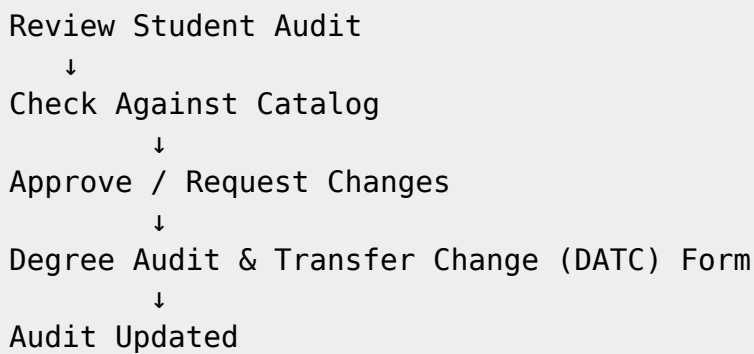 Review Student Audit
↓
Check Against Catalog
↓
Approve / Request Changes
↓
Degree Audit & Transfer Change (DATC) Form
↓
Audit Updated